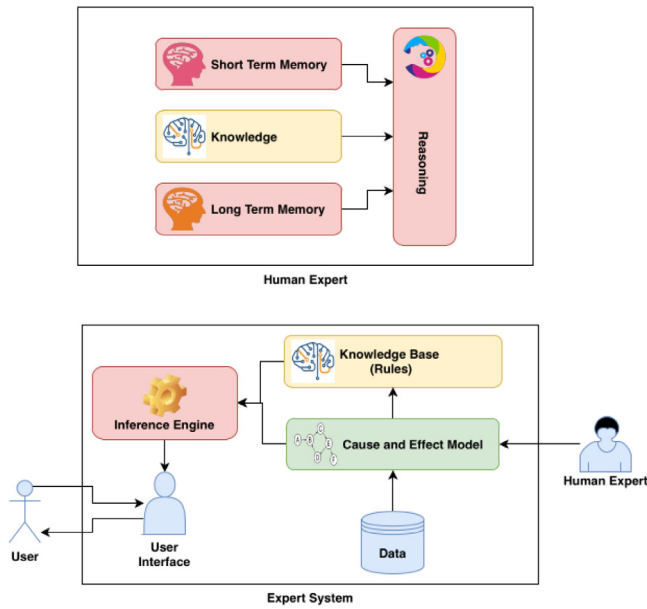 Short Term Memory
Knowledge
Long Term Memory
Reasoning
Human Expert
Knowledge Base
(Rules)
Inference Engine
A
B
C
D
E
F
Cause and Effect Model
Human Expert
User
User
Interface
Data
Expert System